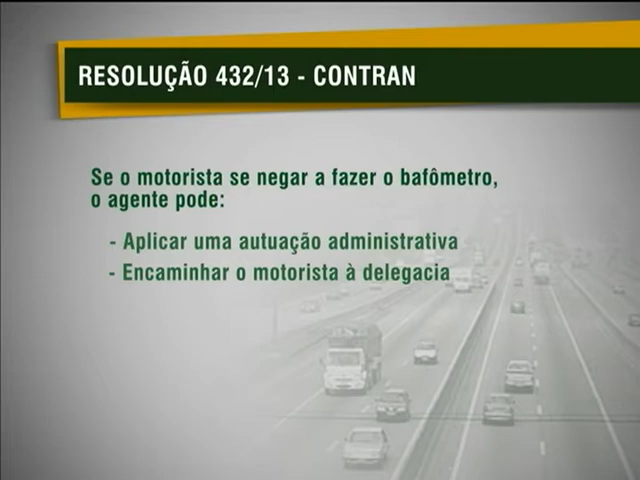 RESOLUÇÃO 432/13 - CONTRAN
Se o motorista se negar a fazer o bafômetro,
o agente pode:
- Aplicar uma autuação administrativa
- Encaminhar o motorista à delegacia